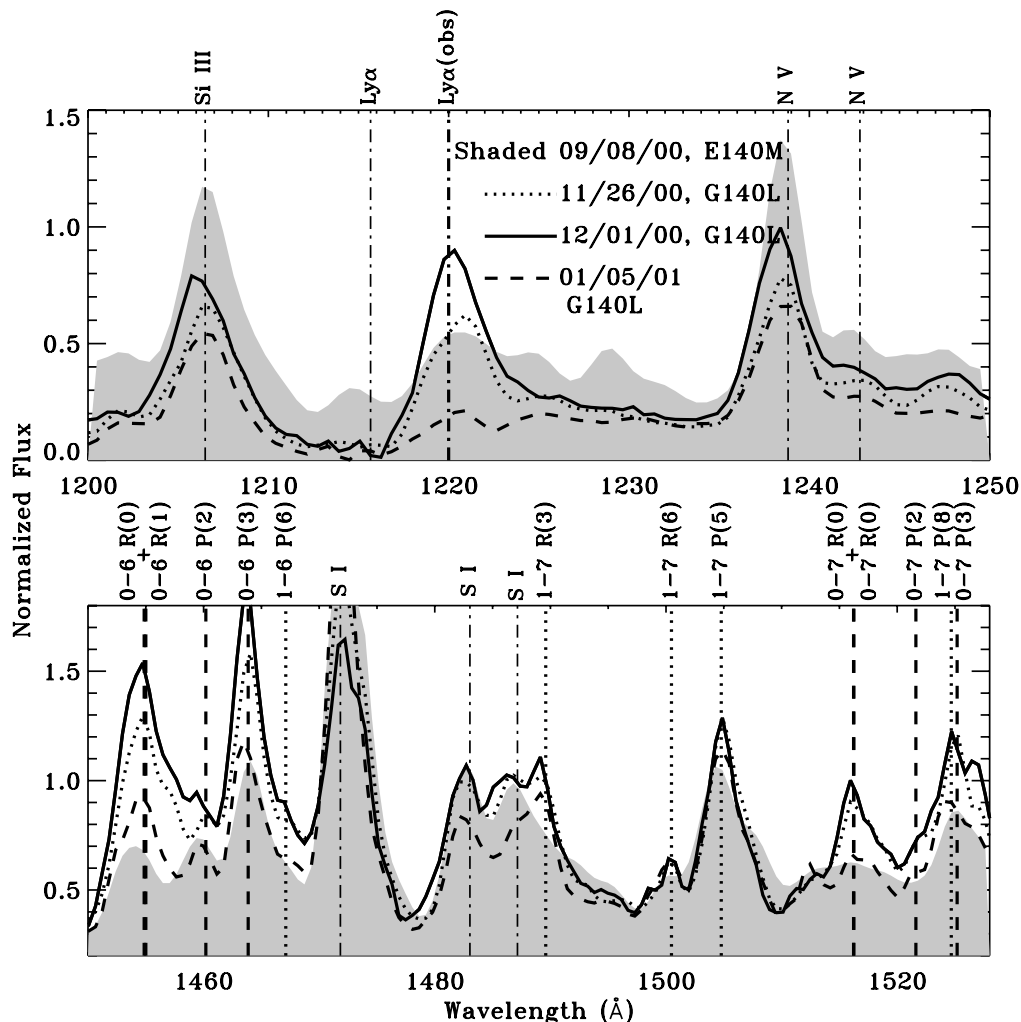 Si III
Lyα
Lyα(obs)
N V
N V
1.5
1.0
0.5
0.0
Shaded 09/08/00, E140M
11/26/00, G140L
12/01/00, G140L
01/05/01
G140L
1200
1210
1220
1230
1240
1250
Normalized Flux
0-6 R(0)
+
0-6 R(1)
0-6 P(2)
0-6 P(3)
1-6 P(6)
S I
S I
S I
1-7 R(3)
1-7 R(6)
1-7 P(5)
0-7 R(0)
+
0-7 R(0)
0-7 P(2)
1-7 P(8)
0-7 P(3)
1.5
1.0
0.5
1460
1480
1500
1520
Wavelength (Å)